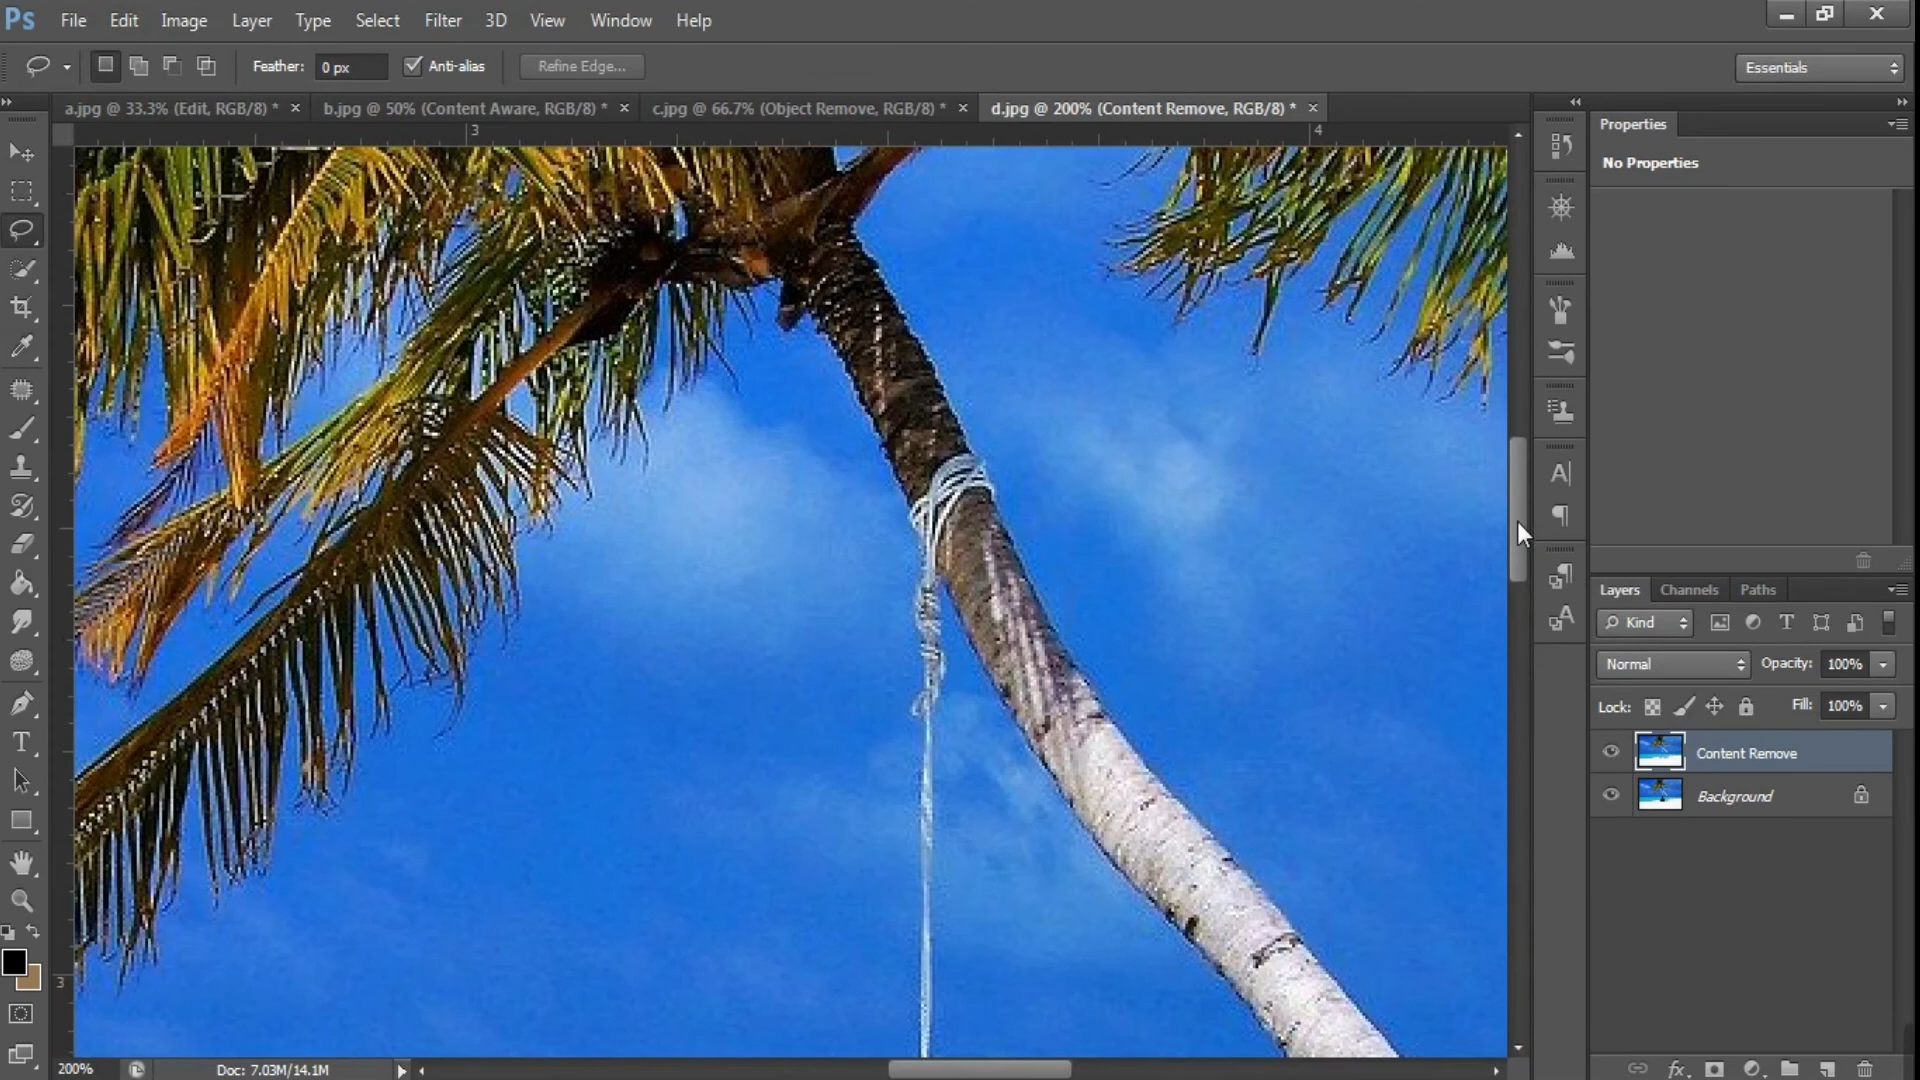 Ps File Edit Image Layer Type Select Filter 3D View Window Help
Feather: 0 px Anti-alias Refine Edge... Essentials
a.jpg @ 33.3% (Edit, RGB/8) * × b.jpg @ 50% (Content Aware, RGB/8) * × c.jpg @ 66.7% (Object Remove, RGB/8) * × d.jpg @ 200% (Content Remove, RGB/8) * ×
3 4
Properties
No Properties
Layers Channels Paths
Kind
Normal Opacity: 100%
Lock: Fill: 100%
Content Remove
Background
3
200% Doc: 7.03M/14.1M